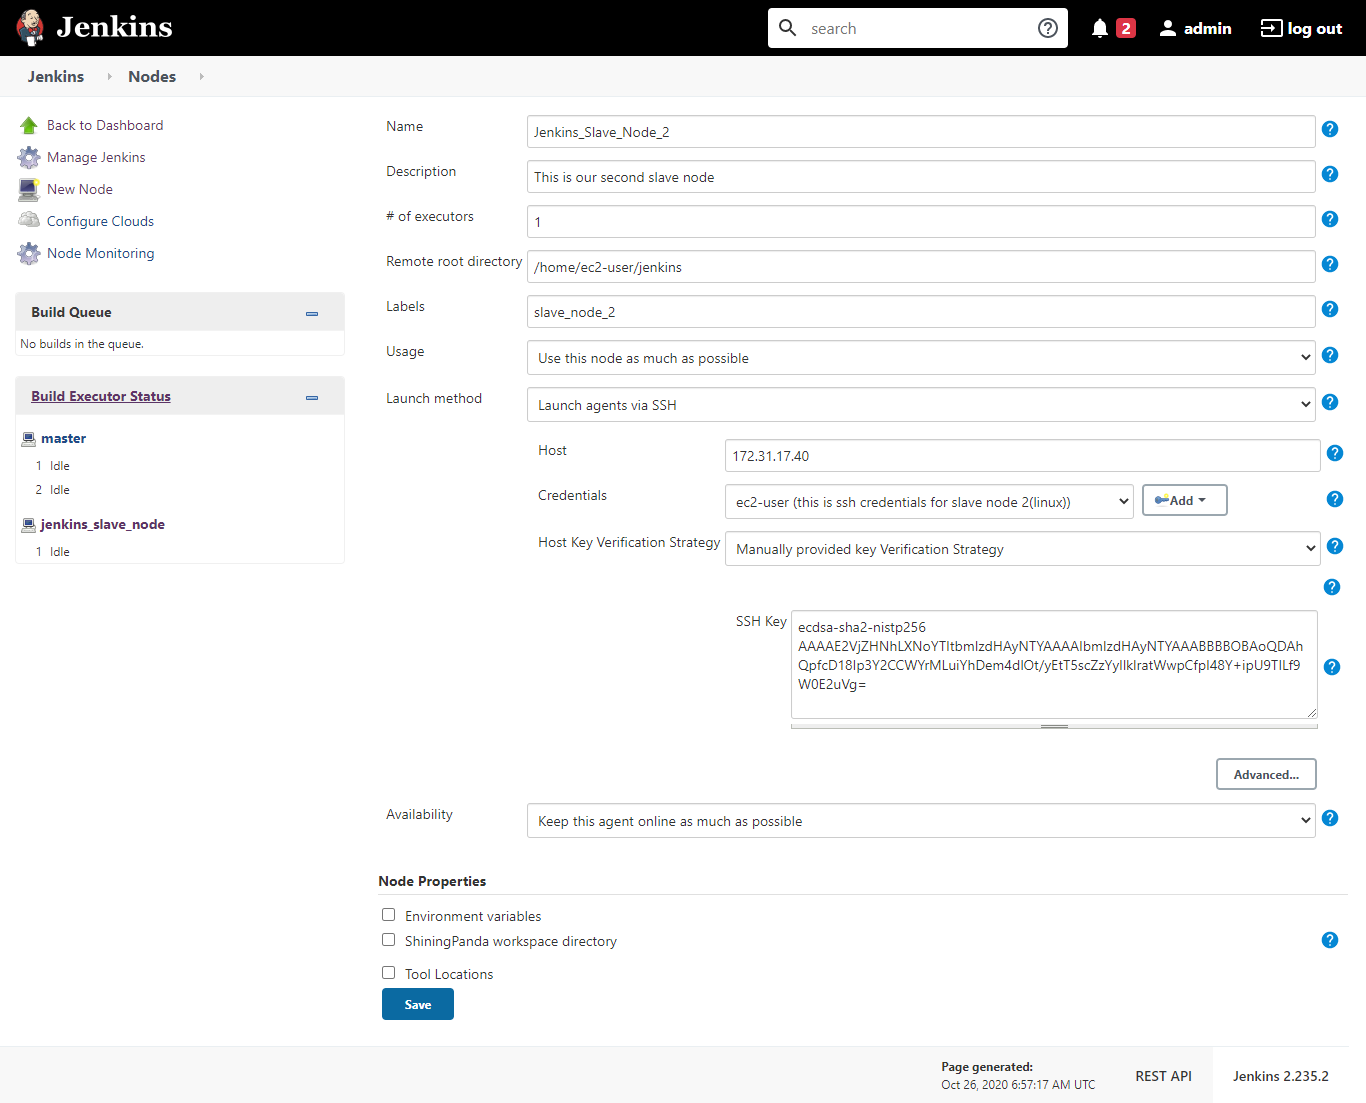 Jenkins
search
2
admin
log out
Jenkins
Nodes
Back to Dashboard
Manage Jenkins
New Node
Configure Clouds
Node Monitoring
Build Queue
No builds in the queue.
Build Executor Status
master
1 Idle
2 Idle
jenkins_slave_node
1 Idle
Name
Jenkins_Slave_Node_2
Description
This is our second slave node
# of executors
1
Remote root directory
/home/ec2-user/jenkins
Labels
slave_node_2
Usage
Use this node as much as possible
Launch method
Launch agents via SSH
Host
172.31.17.40
Credentials
ec2-user (this is ssh credentials for slave node 2(linux))
Add
Host Key Verification Strategy
Manually provided key Verification Strategy
SSH Key
ecdsa-sha2-nistp256
AAAAE2VjZHNhLXNoYTItbmlzdHAyNTYAAAAIbmlzdHAyNTYAAABBBBOBAoQDAh
QpfcD18Ip3Y2CCWYrMLuiYhDem4dIOt/yEtT5scZzYyIlkIratWwpCfpI48Y+ipU9TILf9
W0E2uVg=
Advanced...
Availability
Keep this agent online as much as possible
Node Properties
Environment variables
ShiningPanda workspace directory
Tool Locations
Save
Page generated:
Oct 26, 2020 6:57:17 AM UTC
REST API
Jenkins 2.235.2